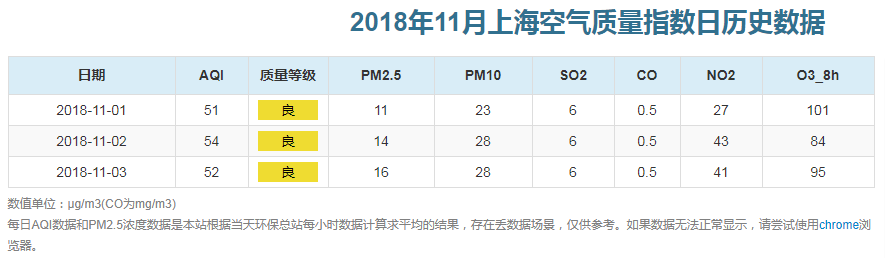 2018年11月上海空气质量指数日历史数据
日期 AQI 质量等级 PM2.5 PM10 SO2 CO NO2 O3_8h
2018-11-01 51 良 11 23 6 0.5 27 101
2018-11-02 54 良 14 28 6 0.5 43 84
2018-11-03 52 良 16 28 6 0.5 41 95
数值单位：μg/m3(CO为mg/m3)
每日AQI数据和PM2.5浓度数据是本站根据当天环保总站每小时数据计算求平均的结果，存在丢数据场景，仅供参考。如果数据无法正常显示，请尝试使用chrome浏
览器。